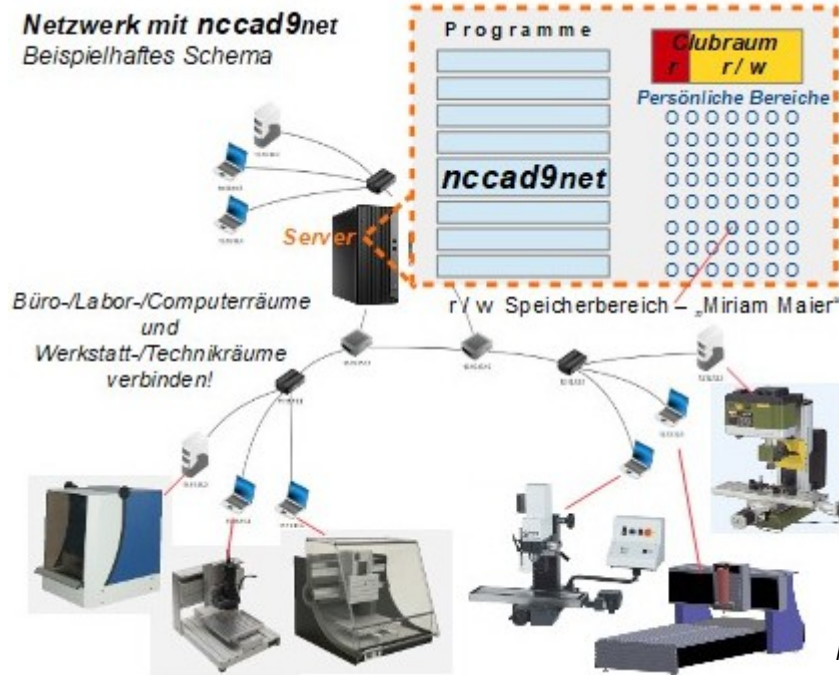 Netzwerk mit nccad9net
Beispielhaftes Schema
Programme
Clubraum
r r/w
Persönliche Bereiche
nccad9net
Server
r/w Speicherbereich – „Miriam Maier"
Büro-/Labor-/Computerräume
und
Werkstatt-/Technikräume
verbinden!